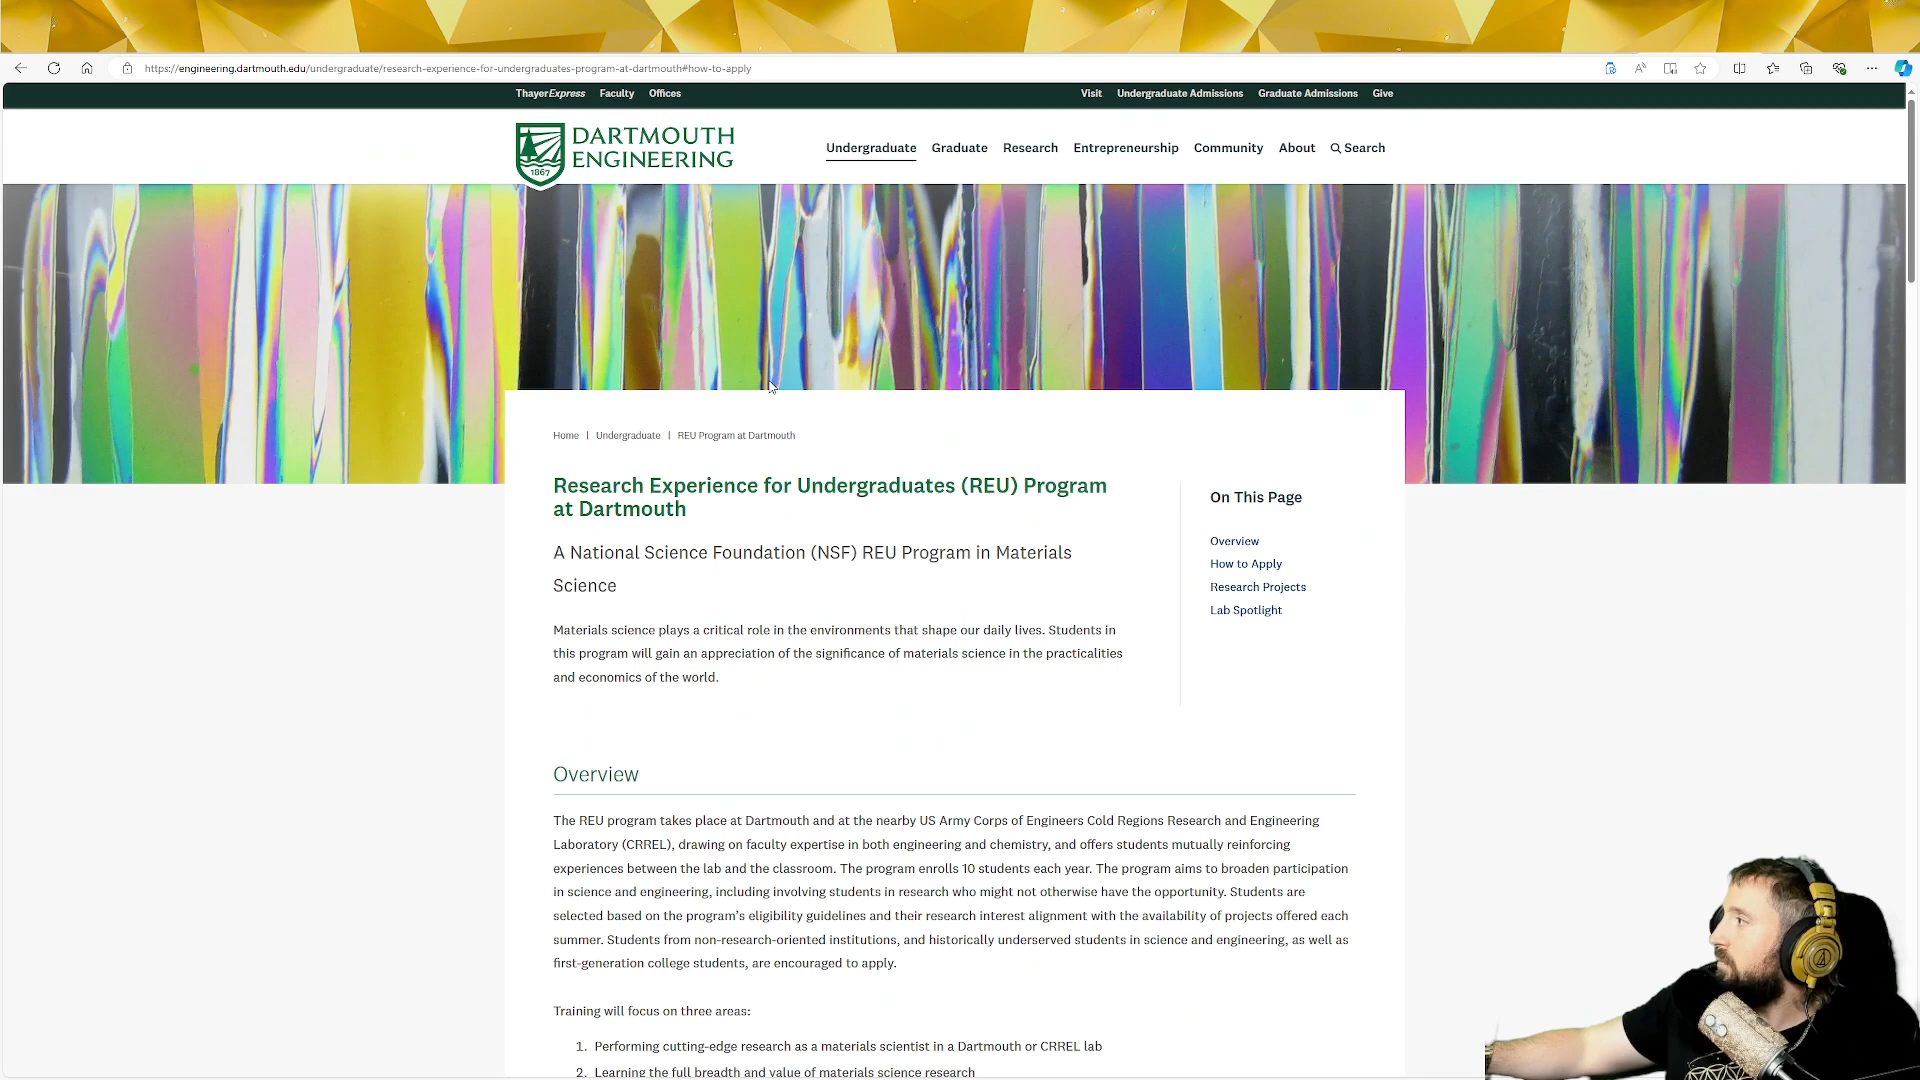 https://engineering.dartmouth.edu/undergraduate/research-experience-for-undergraduates-program-at-dartmouth#how-to-apply
ThayerExpress Faculty Offices Visit Undergraduate Admissions Graduate Admissions Give
DARTMOUTH
ENGINEERING
1867
Undergraduate Graduate Research Entrepreneurship Community About Search
Home | Undergraduate | REU Program at Dartmouth
Research Experience for Undergraduates (REU) Program
at Dartmouth
A National Science Foundation (NSF) REU Program in Materials
Science
Materials science plays a critical role in the environments that shape our daily lives. Students in
this program will gain an appreciation of the significance of materials science in the practicalities
and economics of the world.
On This Page
Overview
How to Apply
Research Projects
Lab Spotlight
Overview
The REU program takes place at Dartmouth and at the nearby US Army Corps of Engineers Cold Regions Research and Engineering
Laboratory (CRREL), drawing on faculty expertise in both engineering and chemistry, and offers students mutually reinforcing
experiences between the lab and the classroom. The program enrolls 10 students each year. The program aims to broaden participation
in science and engineering, including involving students in research who might not otherwise have the opportunity. Students are
selected based on the program's eligibility guidelines and their research interest alignment with the availability of projects offered each
summer. Students from non-research-oriented institutions, and historically underserved students in science and engineering, as well as
first-generation college students, are encouraged to apply.
Training will focus on three areas:
1. Performing cutting-edge research as a materials scientist in a Dartmouth or CRREL lab
2. Learning the full breadth and value of materials science research